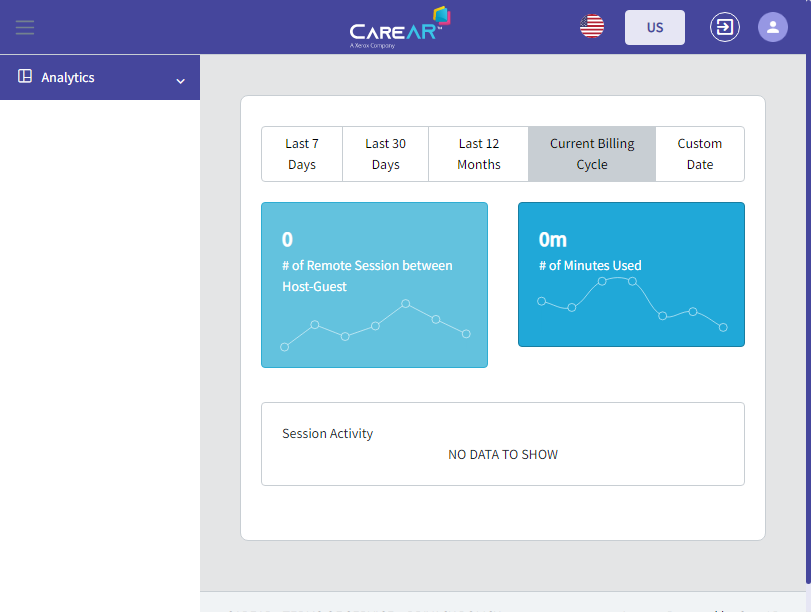 CAREAR™
A Xerox Company
US
Analytics
Last 7 Days
Last 30 Days
Last 12 Months
Current Billing Cycle
Custom Date
0
# of Remote Session between
Host-Guest
0m
# of Minutes Used
Session Activity
NO DATA TO SHOW